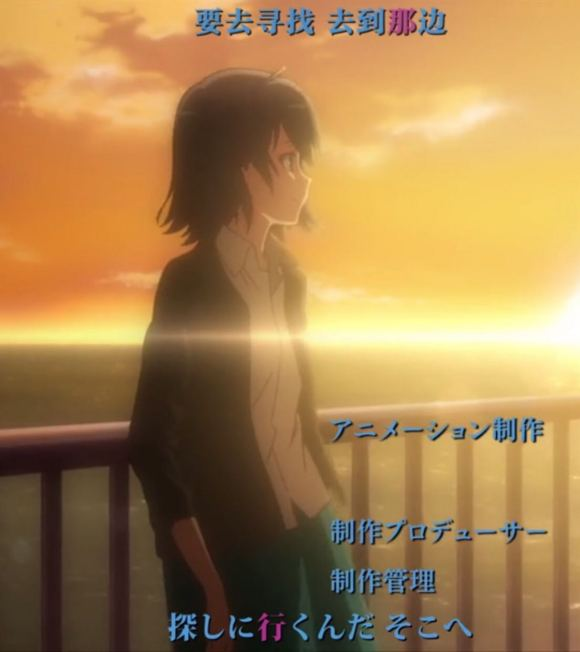 要去寻找 去到那边
アニメーション制作
制作プロデューサー
制作管理
探しに行くんだ そこへ